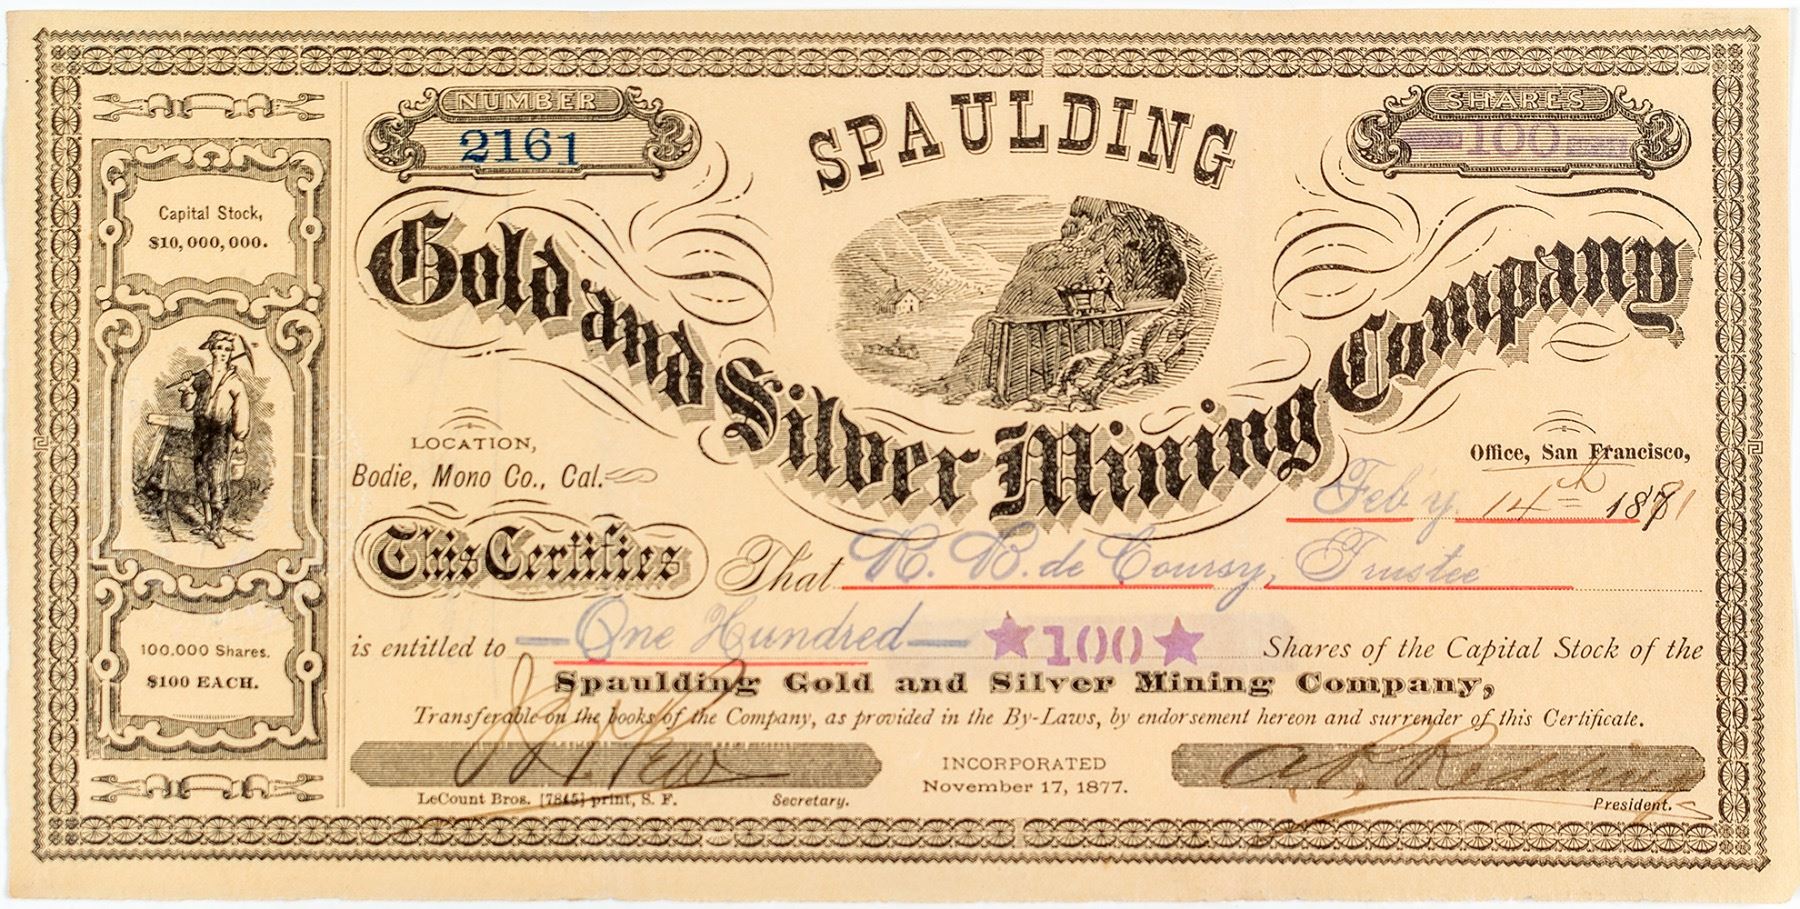 NUMBER
2161
SPAULDING
SHARES
100
Gold and Silver Mining Company
Capital Stock,
$10,000,000.
LOCATION,
Bodie, Mono Co., Cal.
Office, San Francisco,
Feb'y. 14th 1881
This Certifies That R. B. de Coursy, Trustee
is entitled to One Hundred ★100★ Shares of the Capital Stock of the
100.000 Shares.
$100 EACH.
Spaulding Gold and Silver Mining Company,
Transferable on the books of the Company, as provided in the By-Laws, by endorsement hereon and surrender of this Certificate.
INCORPORATED
November 17, 1877.
A. P. Redding
LeCount Bros. [7845] print, S. F.
Secretary.
President.